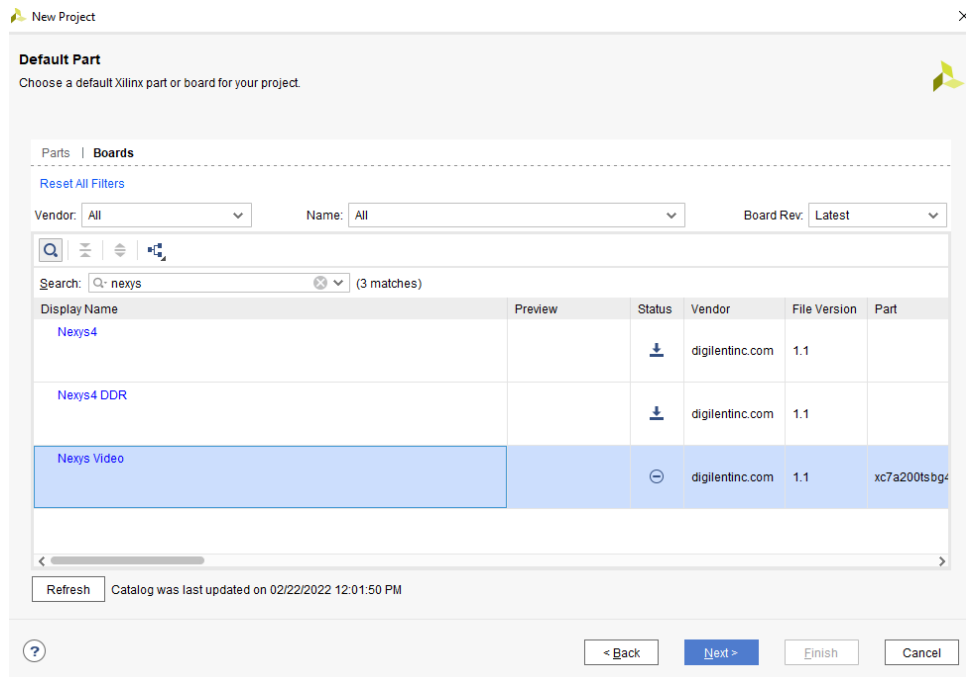 New Project
Default Part
Choose a default Xilinx part or board for your project.
Parts | Boards
Reset All Filters
Vendor: All Name: All Board Rev: Latest
Search: nexys (3 matches)
Display Name Preview Status Vendor File Version Part
Nexys4 digilentinc.com 1.1
Nexys4 DDR digilentinc.com 1.1
Nexys Video digilentinc.com 1.1 xc7a200tsbg4
Refresh Catalog was last updated on 02/22/2022 12:01:50 PM
? < Back Next > Finish Cancel